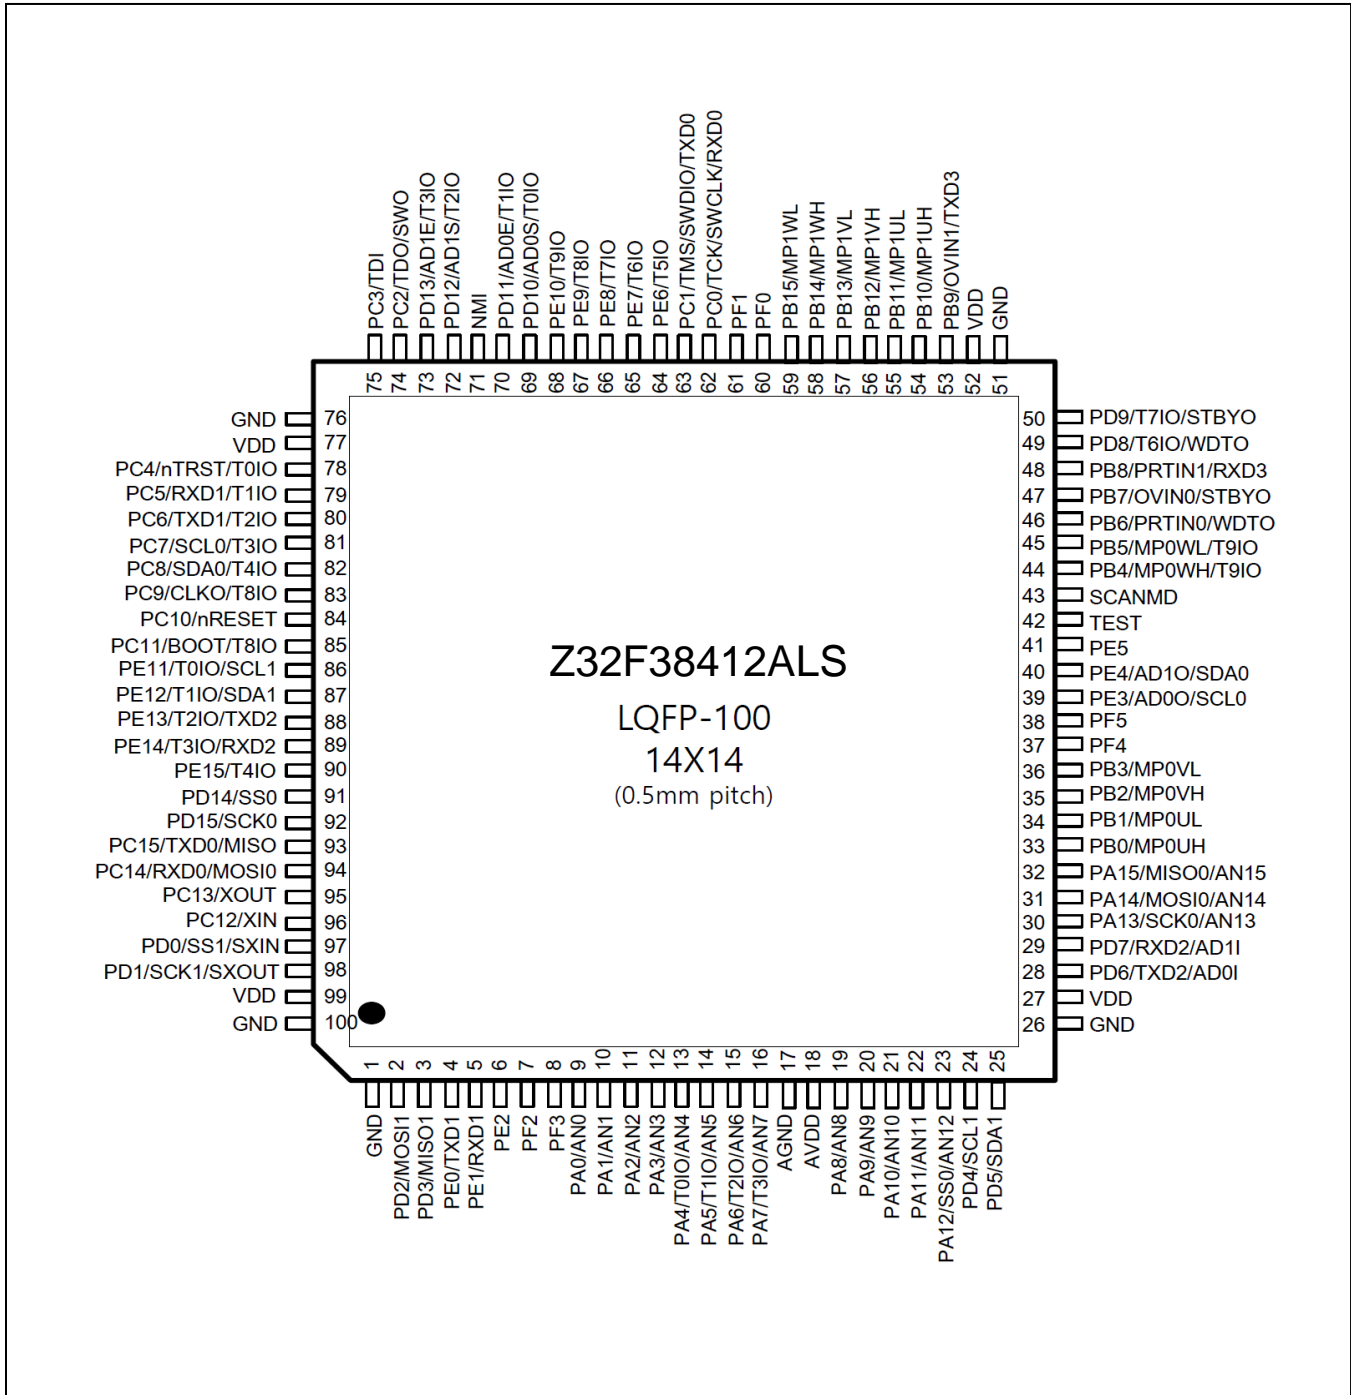 PC3/TDI
PC2/TDO/SWO
PD13/AD1E/T3IO
PD12/AD1S/T2IO
NMI
PD11/AD0E/T1IO
PD10/AD0S/T0IO
PE10/T9IO
PE9/T8IO
PE8/T7IO
PE7/T6IO
PE6/T5IO
PC1/TMS/SWDIO/TXD0
PC0/TCK/SWCLK/RXD0
PF1
PF0
PB15/MP1WL
PB14/MP1WH
PB13/MP1VL
PB12/MP1VH
PB11/MP1UL
PB10/MP1UH
PB9/OVIN1/TXD3
VDD
GND
75
74
73
72
71
70
69
68
67
66
65
64
63
62
61
60
59
58
57
56
55
54
53
52
51
GND 76
VDD 77
PC4/nTRST/T0IO 78
PC5/RXD1/T1IO 79
PC6/TXD1/T2IO 80
PC7/SCL0/T3IO 81
PC8/SDA0/T4IO 82
PC9/CLKO/T8IO 83
PC10/nRESET 84
PC11/BOOT/T8IO 85
PE11/T0IO/SCL1 86
PE12/T1IO/SDA1 87
PE13/T2IO/TXD2 88
PE14/T3IO/RXD2 89
PE15/T4IO 90
PD14/SS0 91
PD15/SCK0 92
PC15/TXD0/MISO 93
PC14/RXD0/MOSI0 94
PC13/XOUT 95
PC12/XIN 96
PD0/SS1/SXIN 97
PD1/SCK1/SXOUT 98
VDD 99
GND 100
Z32F38412ALS
LQFP-100
14X14
(0.5mm pitch)
50 PD9/T7IO/STBYO
49 PD8/T6IO/WDTO
48 PB8/PRTIN1/RXD3
47 PB7/OVIN0/STBYO
46 PB6/PRTIN0/WDTO
45 PB5/MP0WL/T9IO
44 PB4/MP0WH/T9IO
43 SCANMD
42 TEST
41 PE5
40 PE4/AD1O/SDA0
39 PE3/AD0O/SCL0
38 PF5
37 PF4
36 PB3/MP0VL
35 PB2/MP0VH
34 PB1/MP0UL
33 PB0/MP0UH
32 PA15/MISO0/AN15
31 PA14/MOSI0/AN14
30 PA13/SCK0/AN13
29 PD7/RXD2/AD1I
28 PD6/TXD2/AD0I
27 VDD
26 GND
1
2
3
4
5
6
7
8
9
10
11
12
13
14
15
16
17
18
19
20
21
22
23
24
25
GND
PD2/MOSI1
PD3/MISO1
PE0/TXD1
PE1/RXD1
PE2
PF2
PF3
PA0/AN0
PA1/AN1
PA2/AN2
PA3/AN3
PA4/T0IO/AN4
PA5/T1IO/AN5
PA6/T2IO/AN6
PA7/T3IO/AN7
AGND
AVDD
PA8/AN8
PA9/AN9
PA10/AN10
PA11/AN11
PA12/SS0/AN12
PD4/SCL1
PD5/SDA1